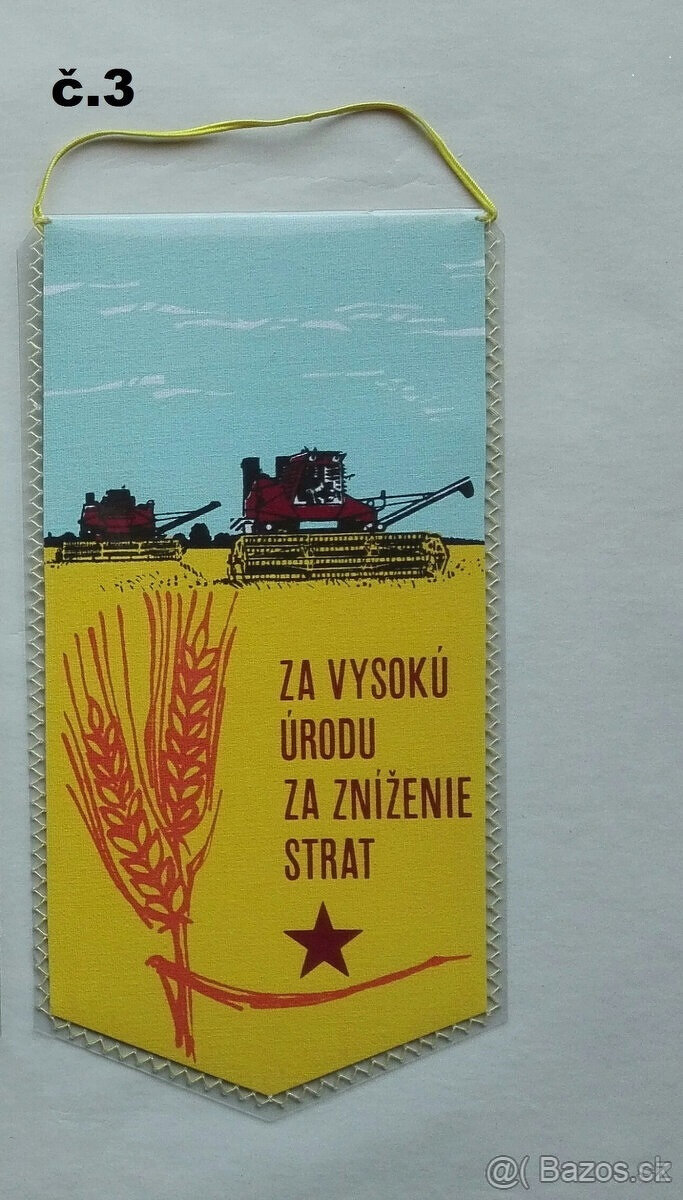 č.3
ZA VYSOKÚ
ÚRODU
ZA ZNÍŽENIE
STRAT
@( Bazos.sk